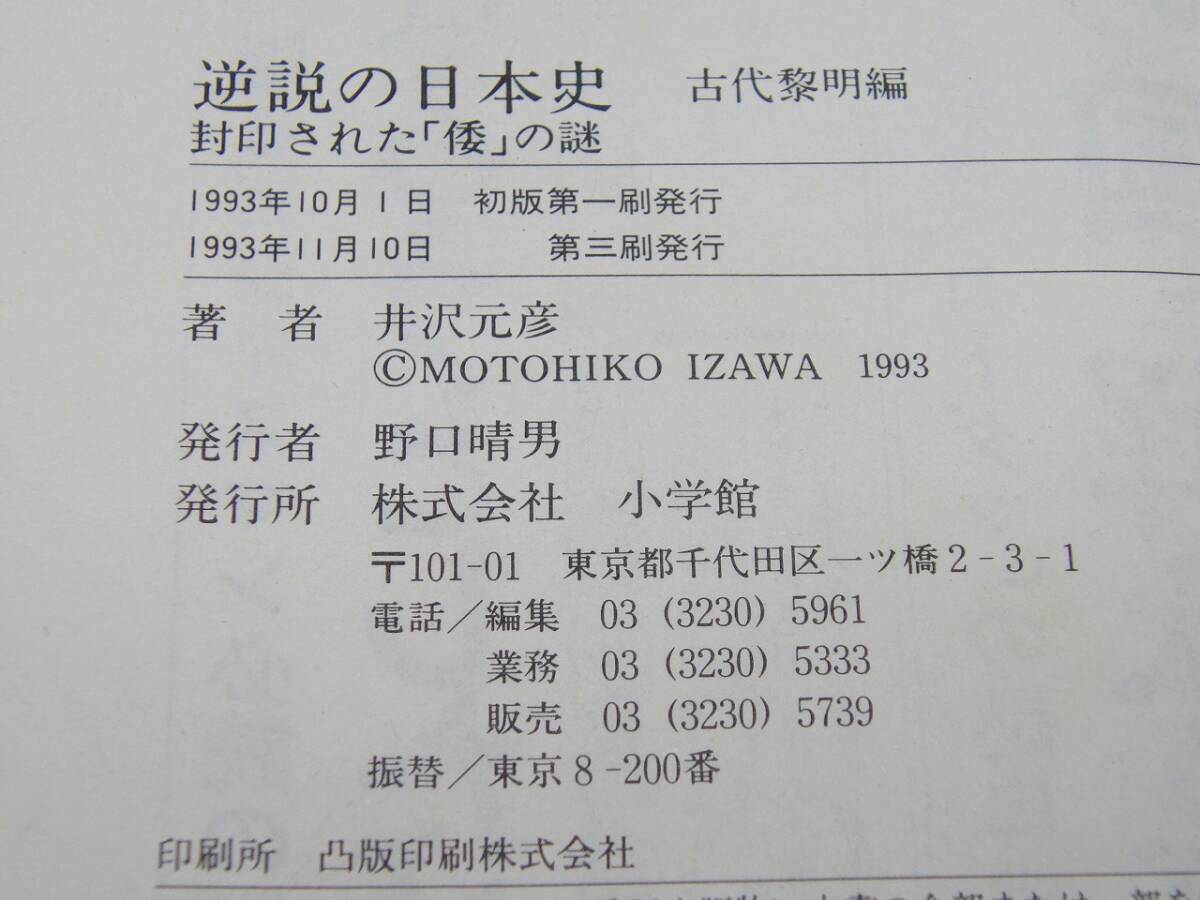 逆説の日本史　古代黎明編
封印された「倭」の謎
1993年10月1日　初版第一刷発行
1993年11月10日　第三刷発行
著　者　井沢元彦
©MOTOHIKO IZAWA 1993
発行者　野口晴男
発行所　株式会社　小学館
〒101-01　東京都千代田区一ツ橋2-3-1
電話／編集　03 (3230) 5961
業務　03 (3230) 5333
販売　03 (3230) 5739
振替／東京8-200番
印刷所　凸版印刷株式会社